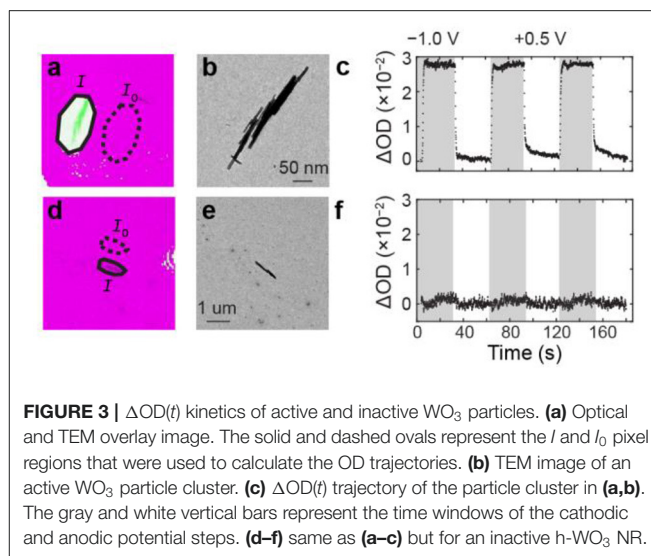 a
I
I0
b
50 nm
c
−1.0 V
+0.5 V
ΔOD (×10−2)
3
2
1
0
d
I0
I
e
1 um
f
ΔOD (×10−2)
3
2
1
0
40 80 120 160
Time (s)
FIGURE 3 | ΔOD(t) kinetics of active and inactive WO3 particles. (a) Optical
and TEM overlay image. The solid and dashed ovals represent the I and I0 pixel
regions that were used to calculate the OD trajectories. (b) TEM image of an
active WO3 particle cluster. (c) ΔOD(t) trajectory of the particle cluster in (a,b).
The gray and white vertical bars represent the time windows of the cathodic
and anodic potential steps. (d–f) same as (a–c) but for an inactive h-WO3 NR.